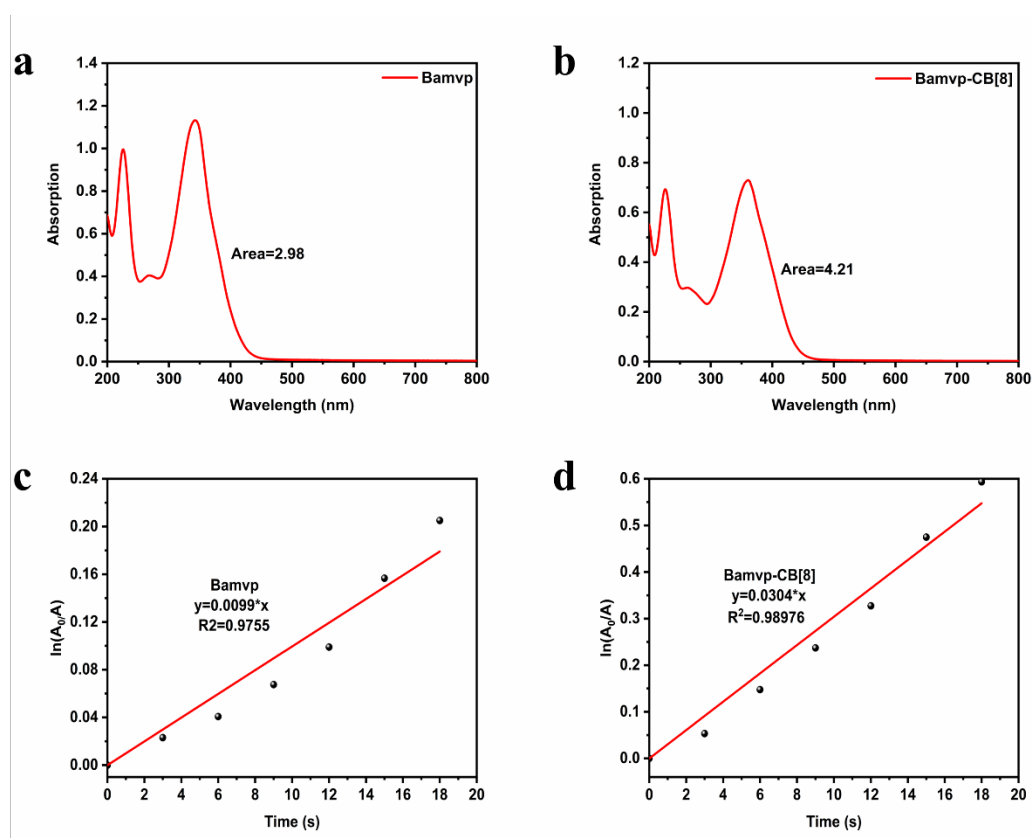 a
1.4
1.2
1.0
0.8
0.6
0.4
0.2
0.0
Absorption
Bamvp
Area=2.98
200 300 400 500 600 700 800
Wavelength (nm)
b
1.2
1.0
0.8
0.6
0.4
0.2
0.0
Absorption
Bamvp-CB[8]
Area=4.21
200 300 400 500 600 700 800
Wavelength (nm)
c
0.24
0.20
0.16
0.12
0.08
0.04
0.00
ln(A₀/A)
Bamvp
y=0.0099*x
R2=0.9755
0 2 4 6 8 10 12 14 16 18 20
Time (s)
d
0.6
0.5
0.4
0.3
0.2
0.1
0.0
ln(A₀/A)
Bamvp-CB[8]
y=0.0304*x
R²=0.98976
0 2 4 6 8 10 12 14 16 18 20
Time (s)